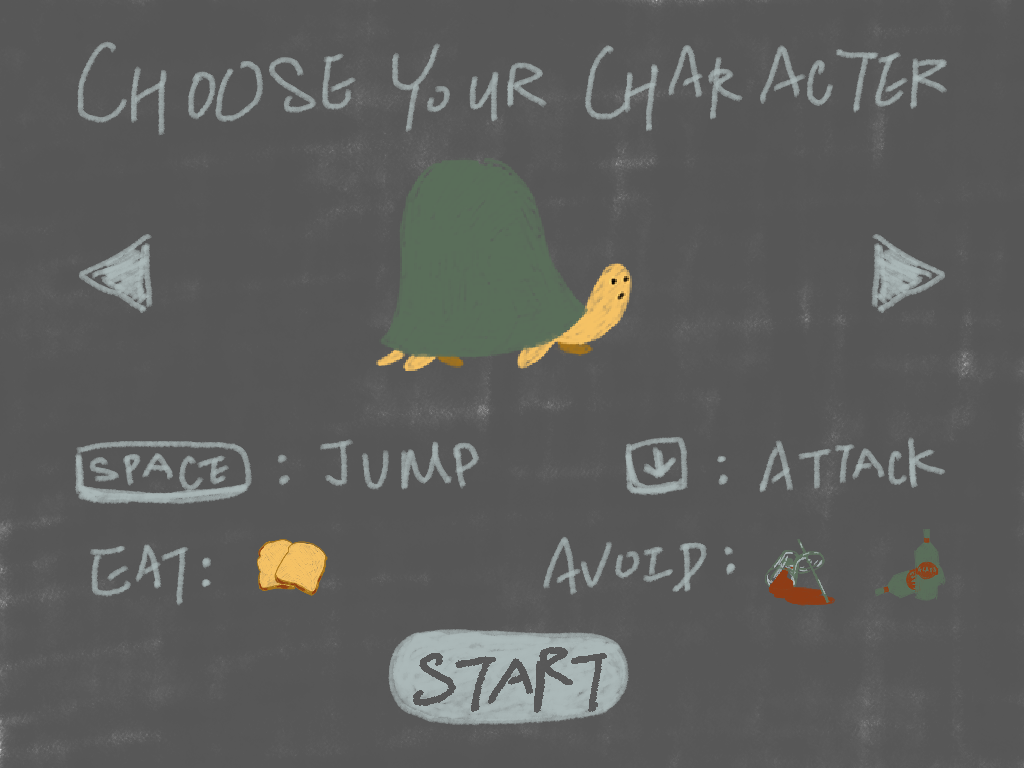 CHOOSE YOUR CHARACTER
SPACE : JUMP ↓ : ATTACK
EAT: AVOID:
START